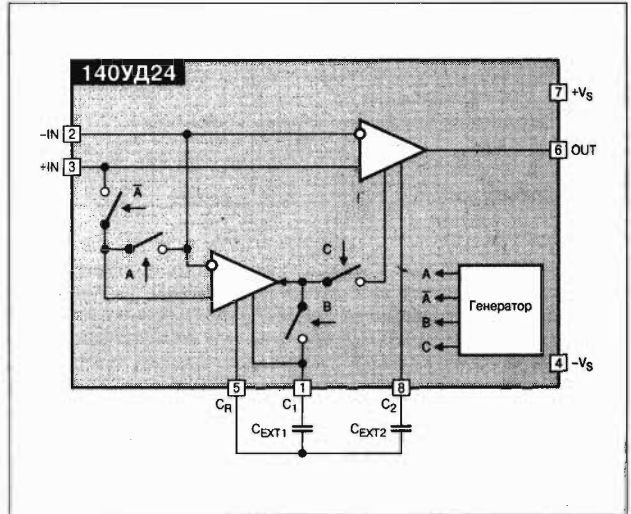 140УД24
7 +VS
–IN 2
6 OUT
+IN 3
A̅
A
C
B
A
A̅
B
C
Генератор
4 –VS
5 1 8
CR C1 C2
CEXT1 CEXT2